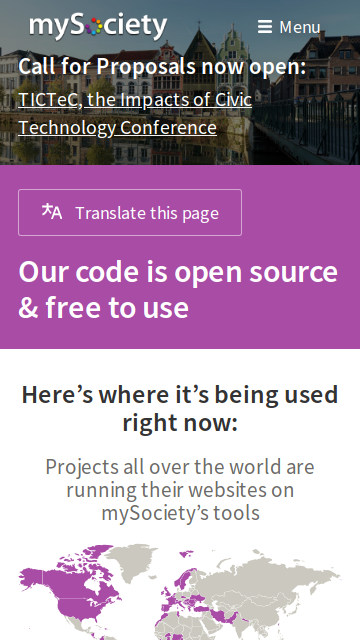 mySociety
Menu
Call for Proposals now open:
TICTeC, the Impacts of Civic
Technology Conference
Translate this page
Our code is open source
& free to use
Here’s where it’s being used
right now:
Projects all over the world are
running their websites on
mySociety’s tools